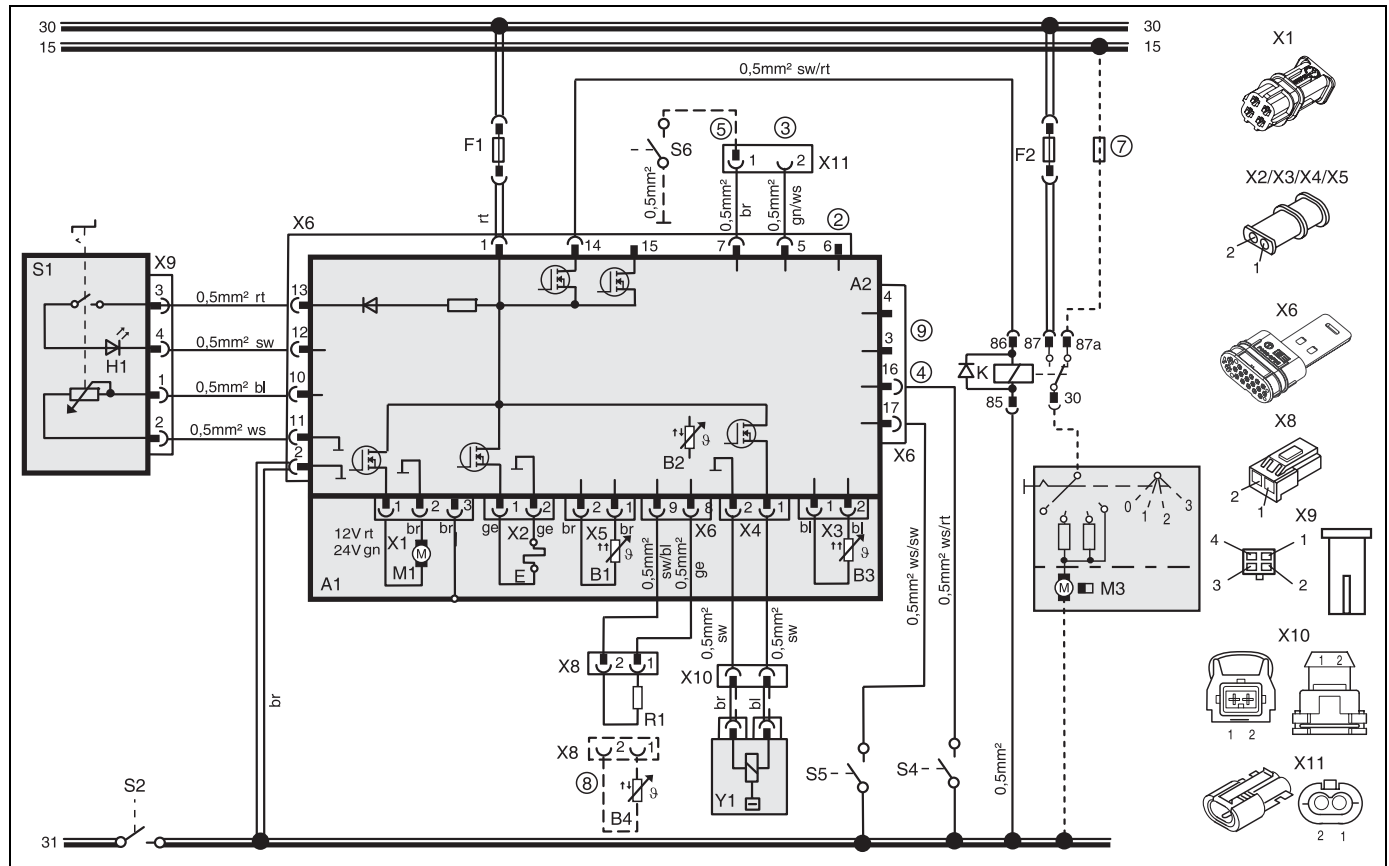 30
30
15
15
X1
0,5mm² sw/rt
F1
S6
5
3
1
2
X11
F2
7
0,5mm²
0,5mm²
br
0,5mm²
gn/ws
X2/X3/X4/X5
2
1
rt
X6
2
1
14
15
7
5
6
S1
X9
A2
3
0,5mm² rt
13
4
9
4
0,5mm² sw
12
3
H1
16
4
86
87
87a
X6
1
0,5mm² bl
10
K
2
0,5mm² ws
11
17
85
30
2
ϑ
B2
X6
X8
2
1
1
2
3
1
2
2
1
9
8
2
1
1
2
12V rt
24V gn
br
br
ge
ge
br
br
bl
bl
X1
X2
X5
X6
X4
X3
M
M1
E
ϑ
B1
ϑ
B3
A1
0,5mm²
sw/bl
0,5mm²
ge
0,5mm²
sw
0,5mm²
sw
0,5mm² ws/sw
0,5mm² ws/rt
0
1
2
3
M
M3
X9
4
1
3
2
br
X8
2
1
R1
X10
br
bl
X10
1 2
1 2
X8
2
1
8
ϑ
B4
Y1
S5
S4
0,5mm²
X11
2 1
S2
31